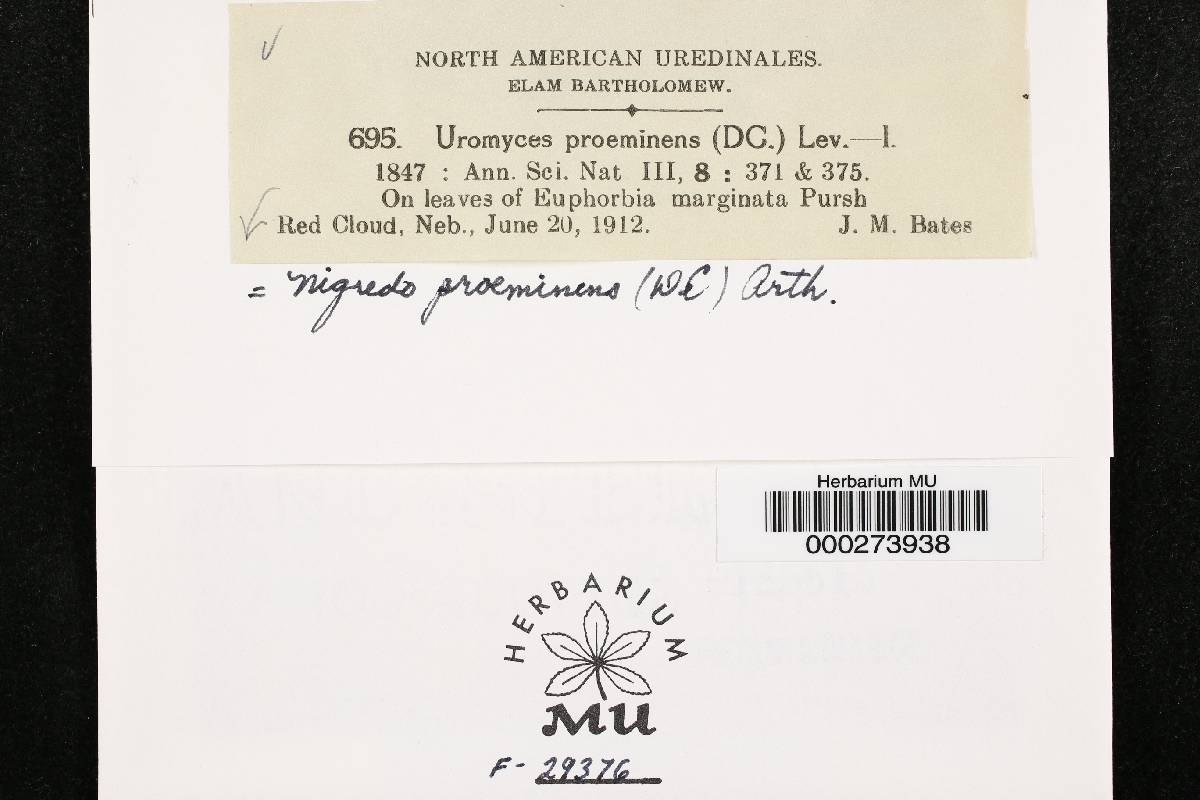 NORTH AMERICAN UREDINALES.
ELAM BARTHOLOMEW.
695. Uromyces proeminens (DC.) Lev.—I.
1847 : Ann. Sci. Nat III, 8 : 371 & 375.
On leaves of Euphorbia marginata Pursh
Red Cloud, Neb., June 20, 1912. J. M. Bates
= Nigredo proeminens (DC) Arth.
Herbarium MU
000273938
HERBARIUM
MU
F- 29376